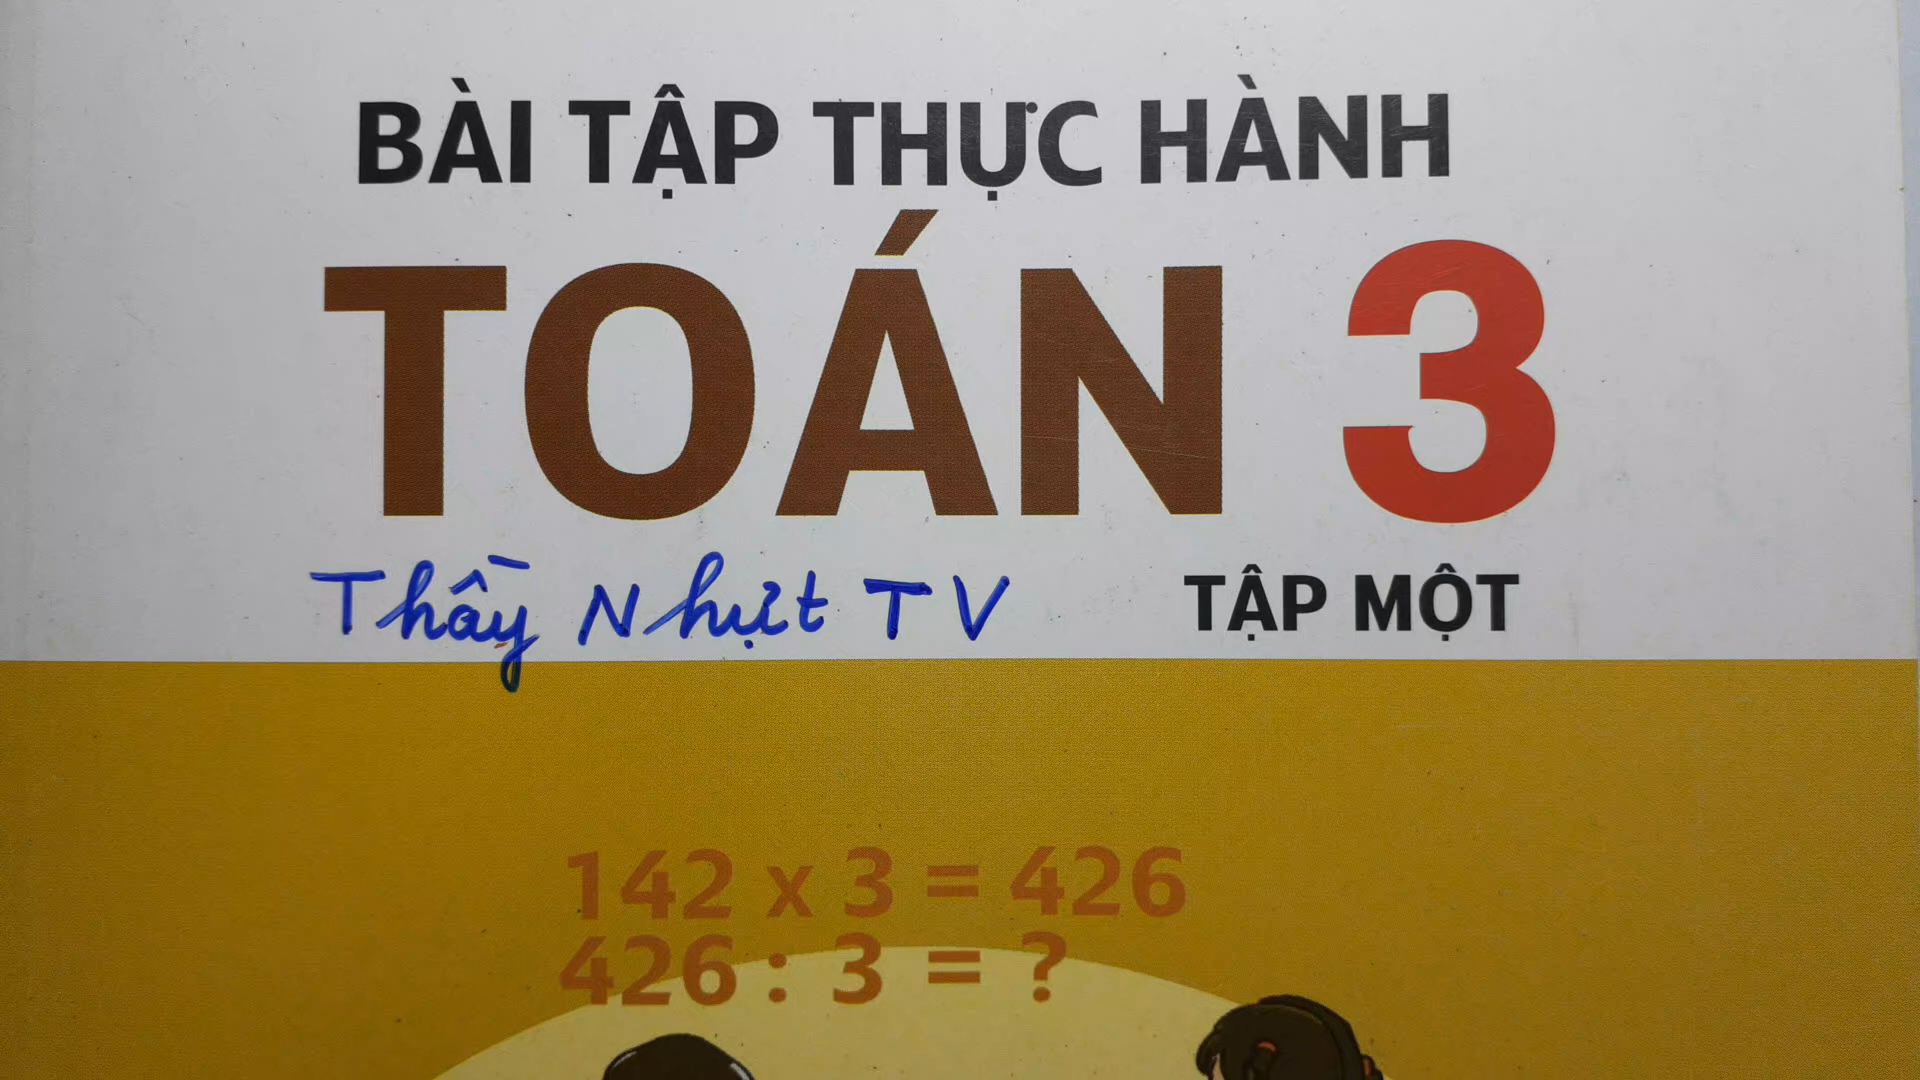 BÀI TẬP THỰC HÀNH
TOÁN 3
Thầy Nhựt TV TẬP MỘT
142 x 3 = 426
426 : 3 = ?